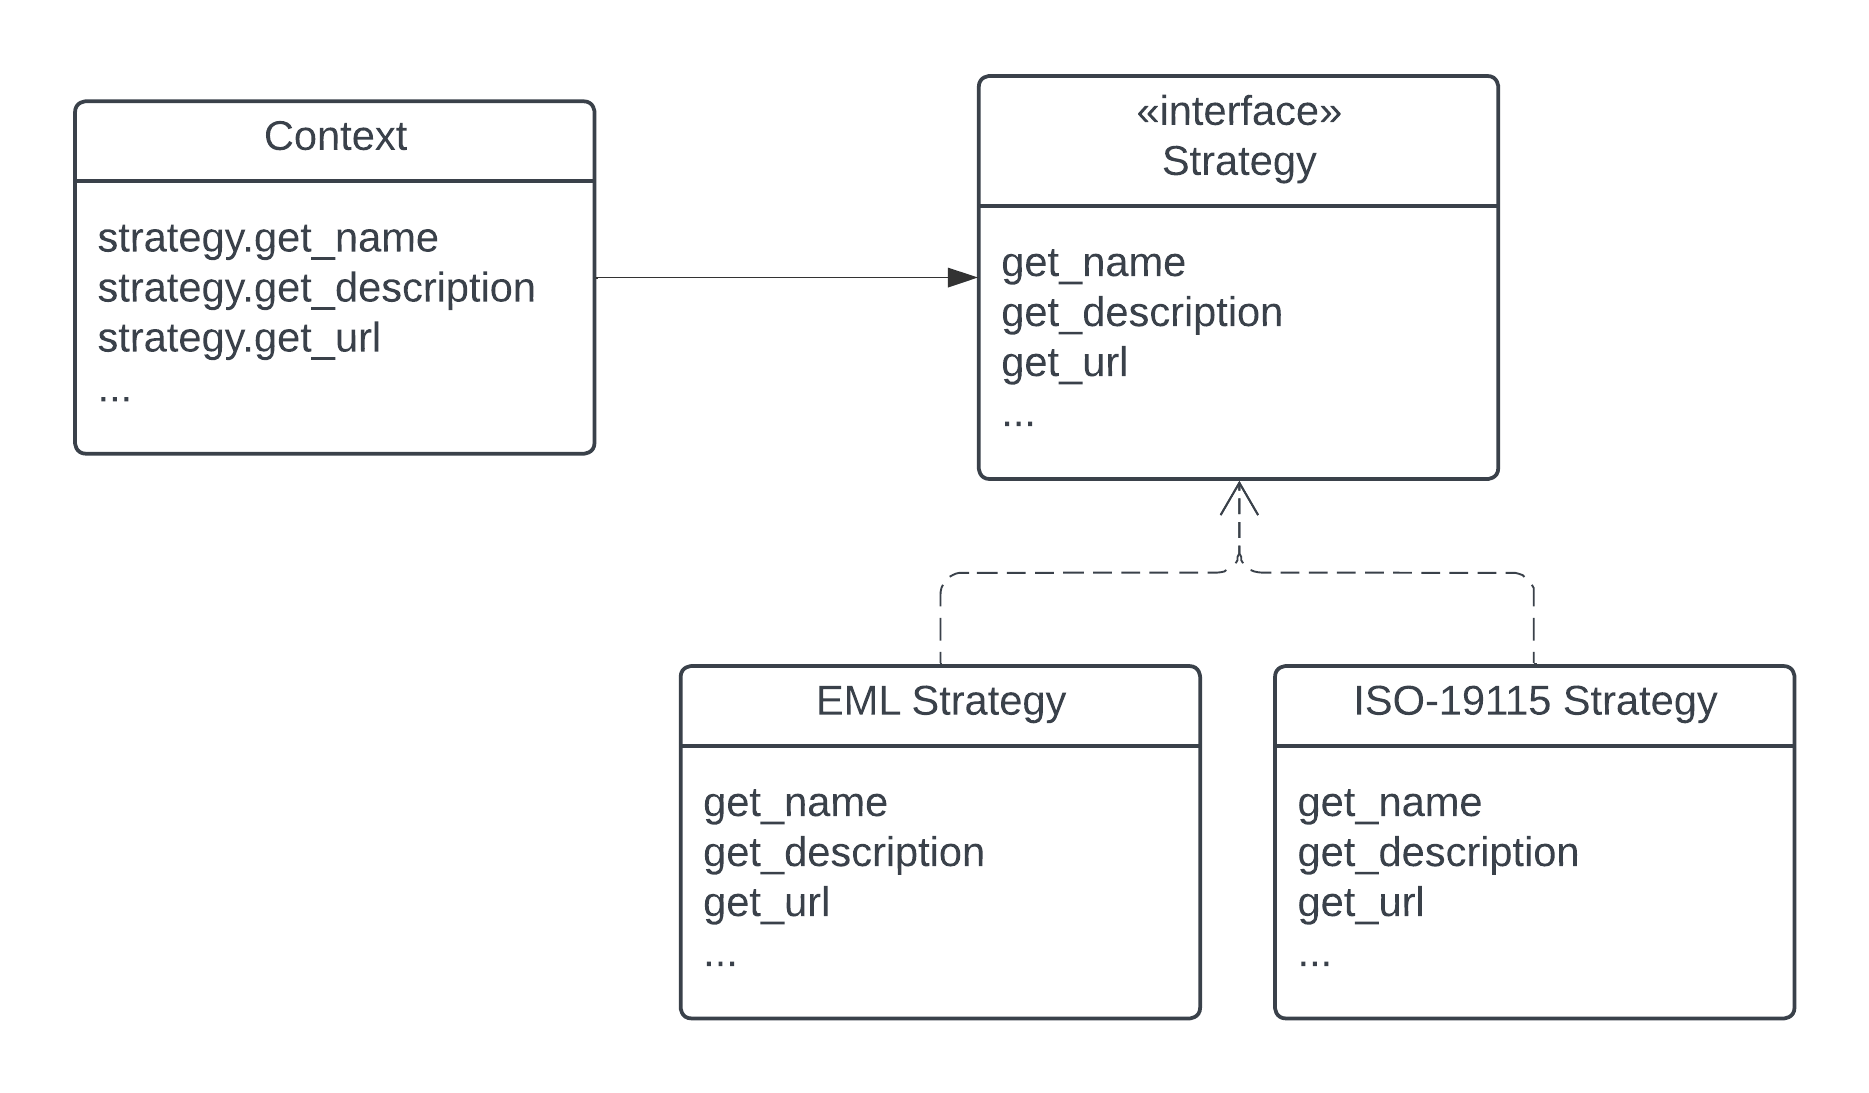 Context
strategy.get_name
strategy.get_description
strategy.get_url
...
«interface»
Strategy
get_name
get_description
get_url
...
EML Strategy
get_name
get_description
get_url
...
ISO-19115 Strategy
get_name
get_description
get_url
...